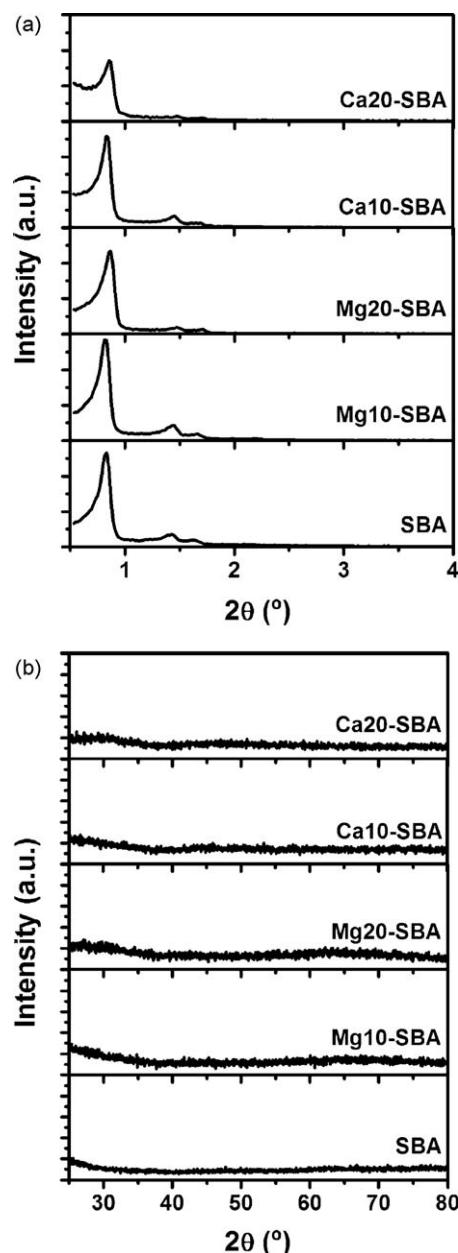 (a)
Intensity (a.u.)
Ca20-SBA
Ca10-SBA
Mg20-SBA
Mg10-SBA
SBA
1 2 3 4
2θ (º)
(b)
Intensity (a.u.)
Ca20-SBA
Ca10-SBA
Mg20-SBA
Mg10-SBA
SBA
30 40 50 60 70 80
2θ (º)